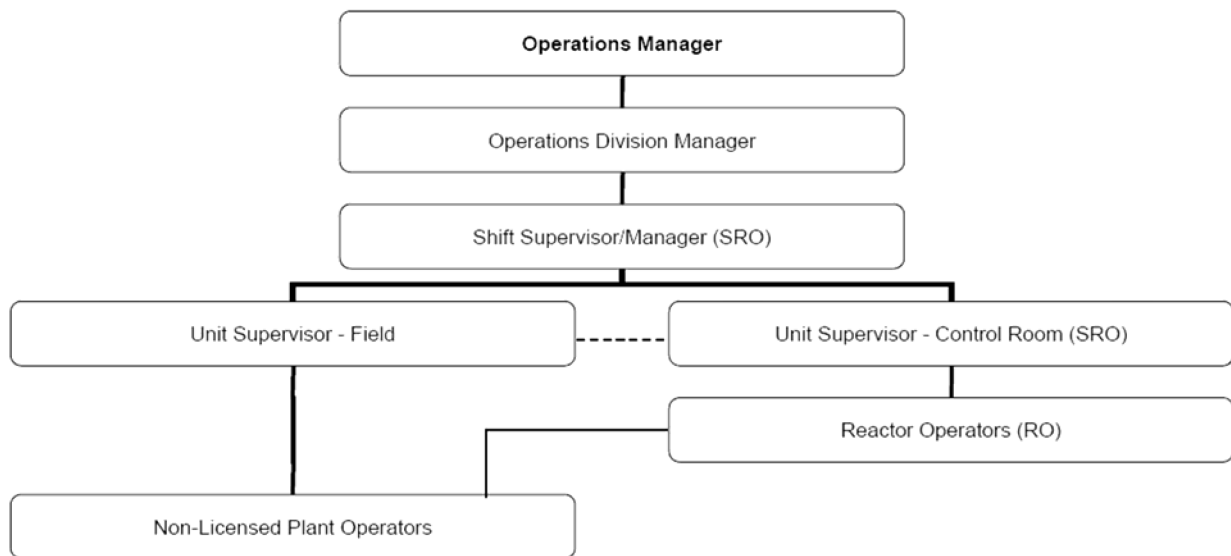 Operations Manager
Operations Division Manager
Shift Supervisor/Manager (SRO)
Unit Supervisor - Field
Unit Supervisor - Control Room (SRO)
Reactor Operators (RO)
Non-Licensed Plant Operators